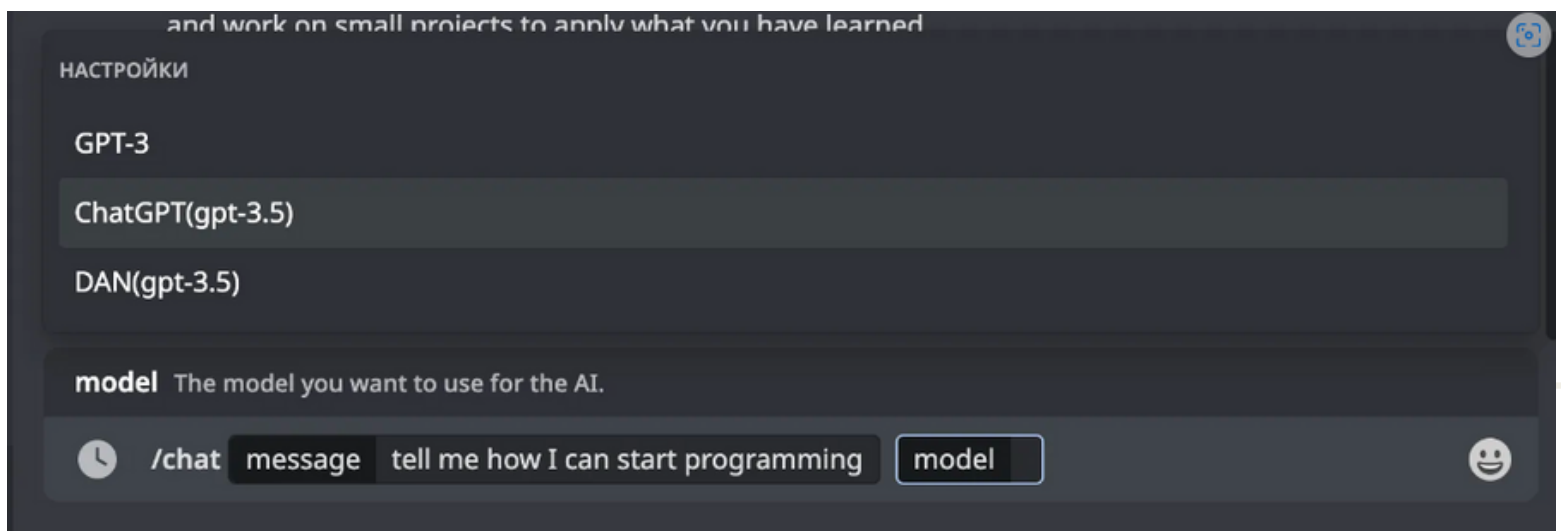 and work on small projects to apply what you have learned
НАСТРОЙКИ
GPT-3
ChatGPT(gpt-3.5)
DAN(gpt-3.5)
model The model you want to use for the AI.
/chat message tell me how I can start programming model